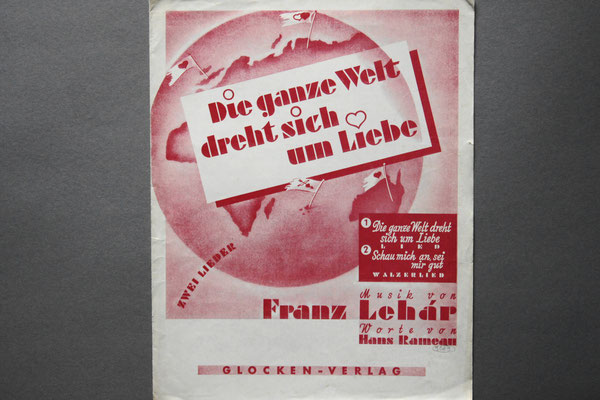 Die ganze Welt
dreht sich
um Liebe
ZWEI LIEDER
1 Die ganze Welt dreht
sich um Liebe
LIED
2 Schau mich an, sei
mir gut
WALZERLIED
Musik von
Franz Lehár
Worte von
Hans Rameau
GLOCKEN-VERLAG